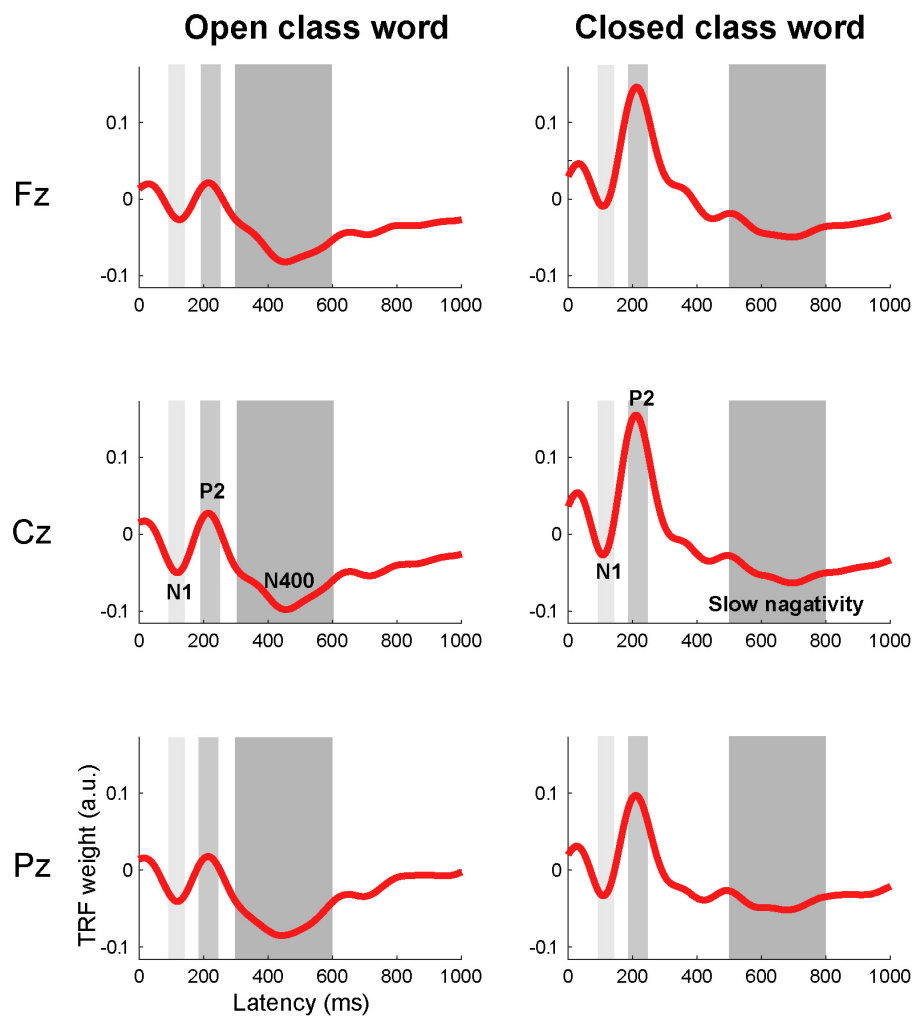 Open class word
Closed class word
Fz
0.1
0
-0.1
0 200 400 600 800 1000
0.1
0
-0.1
0 200 400 600 800 1000
Cz
0.1
0
-0.1
P2
N1
N400
0 200 400 600 800 1000
0.1
0
-0.1
P2
N1
Slow nagativity
0 200 400 600 800 1000
Pz
TRF weight (a.u.)
0.1
0
-0.1
0 200 400 600 800 1000
Latency (ms)
0.1
0
-0.1
0 200 400 600 800 1000